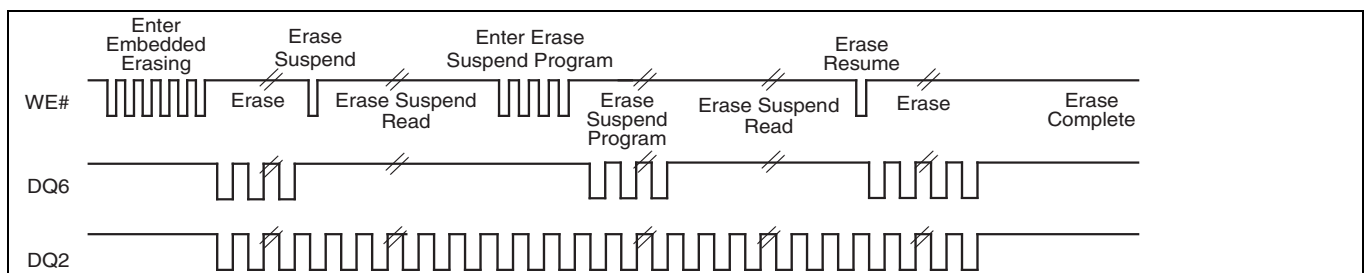 Enter
Embedded
Erasing
Erase
Suspend
Enter Erase
Suspend Program
Erase
Resume
WE#
Erase
Erase Suspend
Read
Erase
Suspend
Program
Erase Suspend
Read
Erase
Erase
Complete
DQ6
DQ2